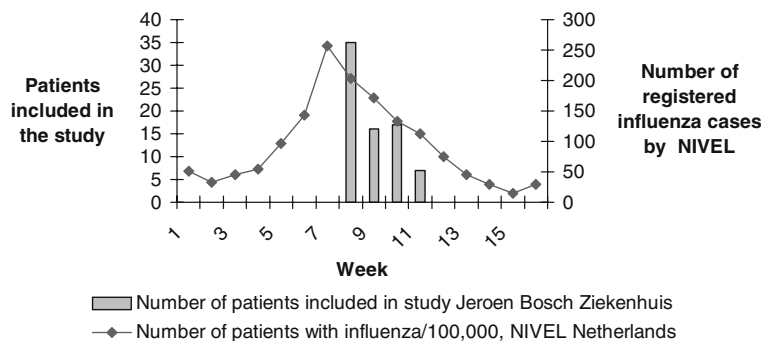 Patients
included in
the study
40
35
30
25
20
15
10
5
0
300
250
200
150
100
50
0
Number of
registered
influenza cases
by NIVEL
1
3
5
7
9
11
13
15
Week
Number of patients included in study Jeroen Bosch Ziekenhuis
Number of patients with influenza/100,000, NIVEL Netherlands